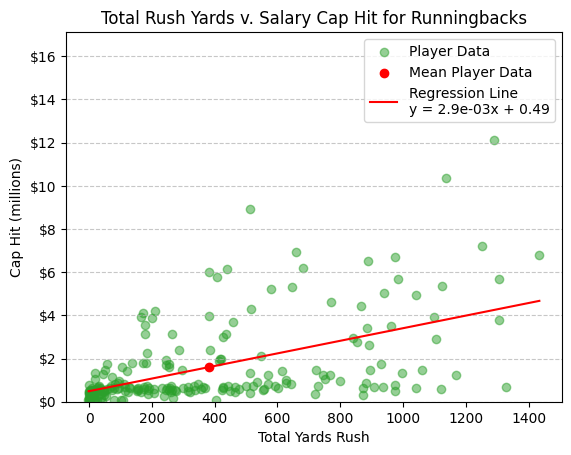 Total Rush Yards v. Salary Cap Hit for Runningbacks
$16
$14
$12
$10
$8
$6
$4
$2
$0
Cap Hit (millions)
Player Data
Mean Player Data
Regression Line
y = 2.9e-03x + 0.49
0 200 400 600 800 1000 1200 1400
Total Yards Rush